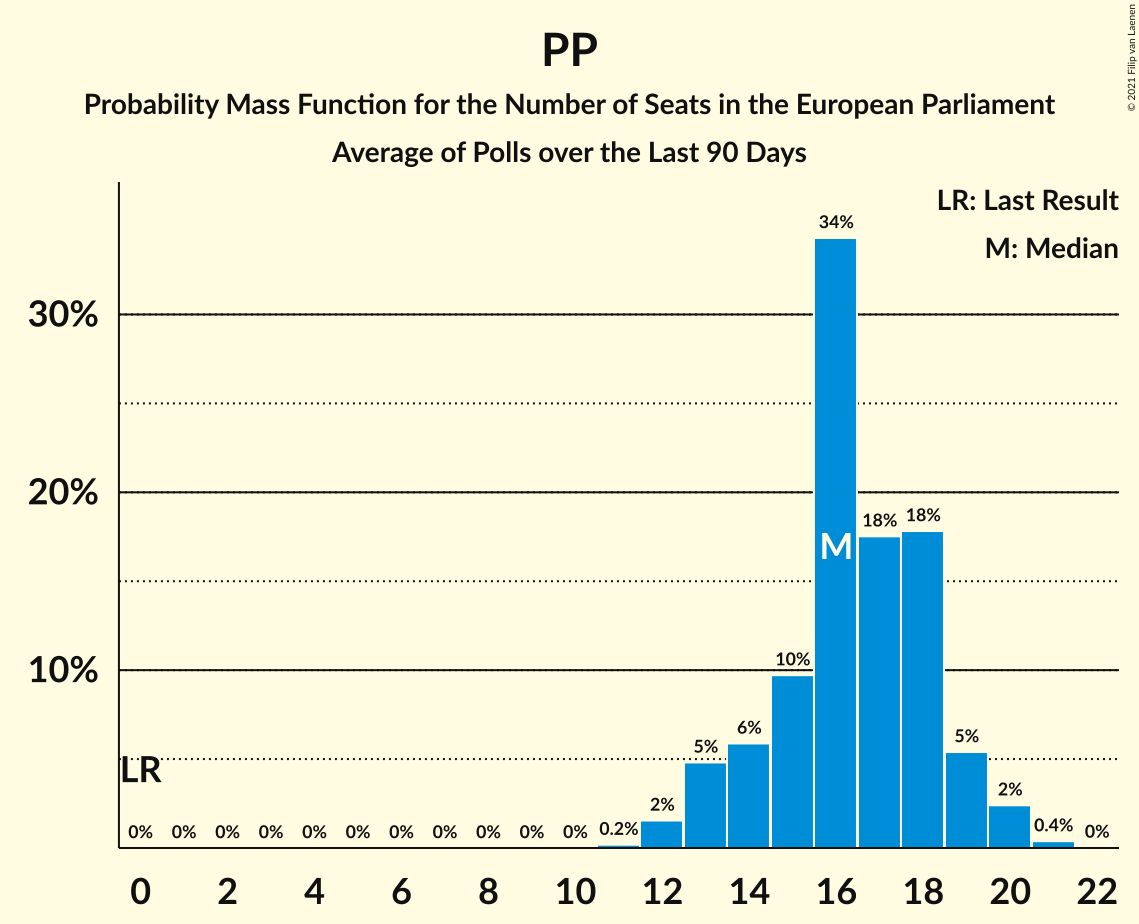 PP
Probability Mass Function for the Number of Seats in the European Parliament
Average of Polls over the Last 90 Days
© 2021 Filip van Laenen
LR: Last Result
M: Median
34%
30%
20%
18% 18%
M
10%
10%
6%
5% 5%
LR
2% 2%
0% 0% 0% 0% 0% 0% 0% 0% 0% 0% 0% 0.2% 0.4% 0%
0 2 4 6 8 10 12 14 16 18 20 22